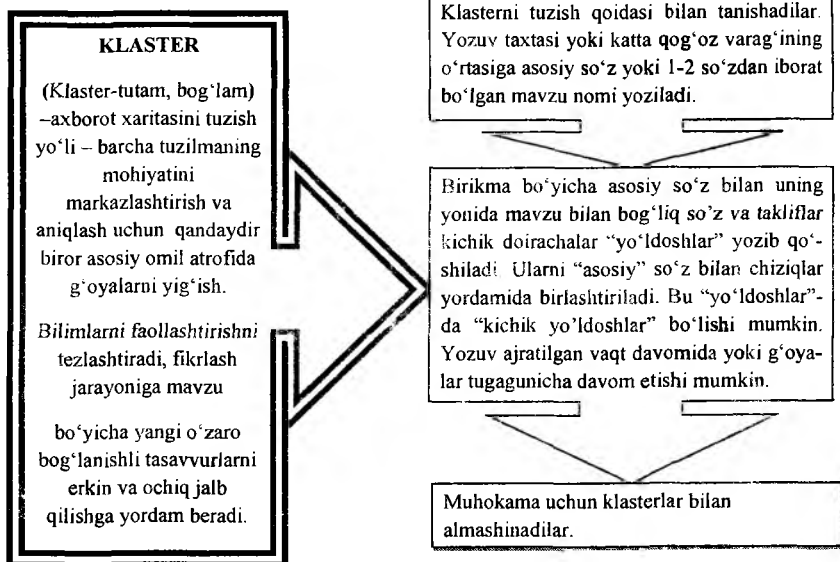 KLASTER
(Klaster-tutam, bog‘lam)
–axborot xaritasini tuzish
yo‘li – barcha tuzilmaning
mohiyatini
markazlashtirish va
aniqlash uchun qandaydir
biror asosiy omil atrofida
g‘oyalarni yig‘ish.
Bilimlarni faollashtirishni
tezlashtiradi, fikrlash
jarayoniga mavzu
bo‘yicha yangi o‘zaro
bog‘lanishli tasavvurlarni
erkin va ochiq jalb
qilishga yordam beradi.
Klasterni tuzish qoidasi bilan tanishadilar.
Yozuv taxtasi yoki katta qog‘oz varag‘ining
o‘rtasiga asosiy so‘z yoki 1-2 so‘zdan iborat
bo‘lgan mavzu nomi yoziladi.
Birikma bo‘yicha asosiy so‘z bilan uning
yonida mavzu bilan bog‘liq so‘z va takliflar
kichik doirachalar “yo‘ldoshlar” yozib qo‘-
shiladi. Ularni “asosiy” so‘z bilan chiziqlar
yordamida birlashtiriladi. Bu “yo‘ldoshlar”-
da “kichik yo‘ldoshlar” bo‘lishi mumkin.
Yozuv ajratilgan vaqt davomida yoki g‘oya-
lar tugagunicha davom etishi mumkin.
Muhokama uchun klasterlar bilan
almashinadilar.